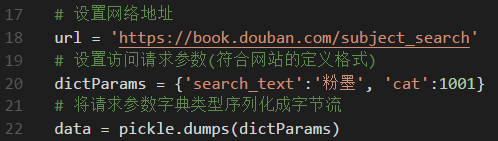 17 # 设置网络地址
18 url = 'https://book.douban.com/subject_search'
19 # 设置访问请求参数(符合网站的定义格式)
20 dictParams = {'search_text':'粉墨', 'cat':1001}
21 # 将请求参数字典类型序列化成字节流
22 data = pickle.dumps(dictParams)